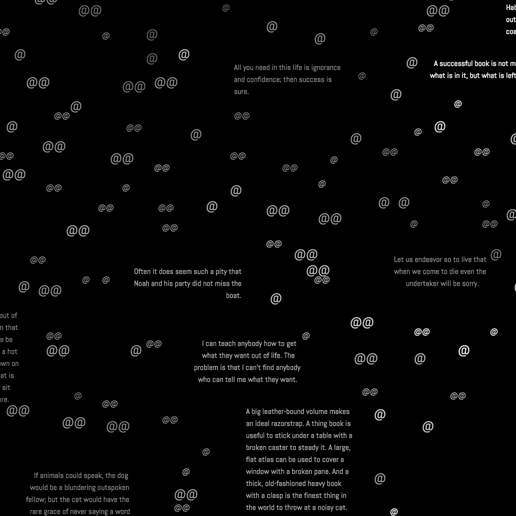 Hab
out
coa
All you need in this life is ignorance
and confidence; then success is
sure.
A successful book is not m
what is in it, but what is left
Often it does seem such a pity that
Noah and his party did not miss the
boat.
Let us endeavor so to live that
when we come to die even the
undertaker will be sorry.
out of
n that
e be
a hot
wn on
at is
sit
re.
I can teach anybody how to get
what they want out of life. The
problem is that I can't find anybody
who can tell me what they want.
A big leather-bound volume makes
an ideal razorstrap. A thing book is
useful to stick under a table with a
broken caster to steady it. A large,
flat atlas can be used to cover a
window with a broken pane. And a
thick, old-fashioned heavy book
with a clasp is the finest thing in
the world to throw at a noisy cat.
If animals could speak, the dog
would be a blundering outspoken
fellow; but the cat would have the
rare grace of never saying a word